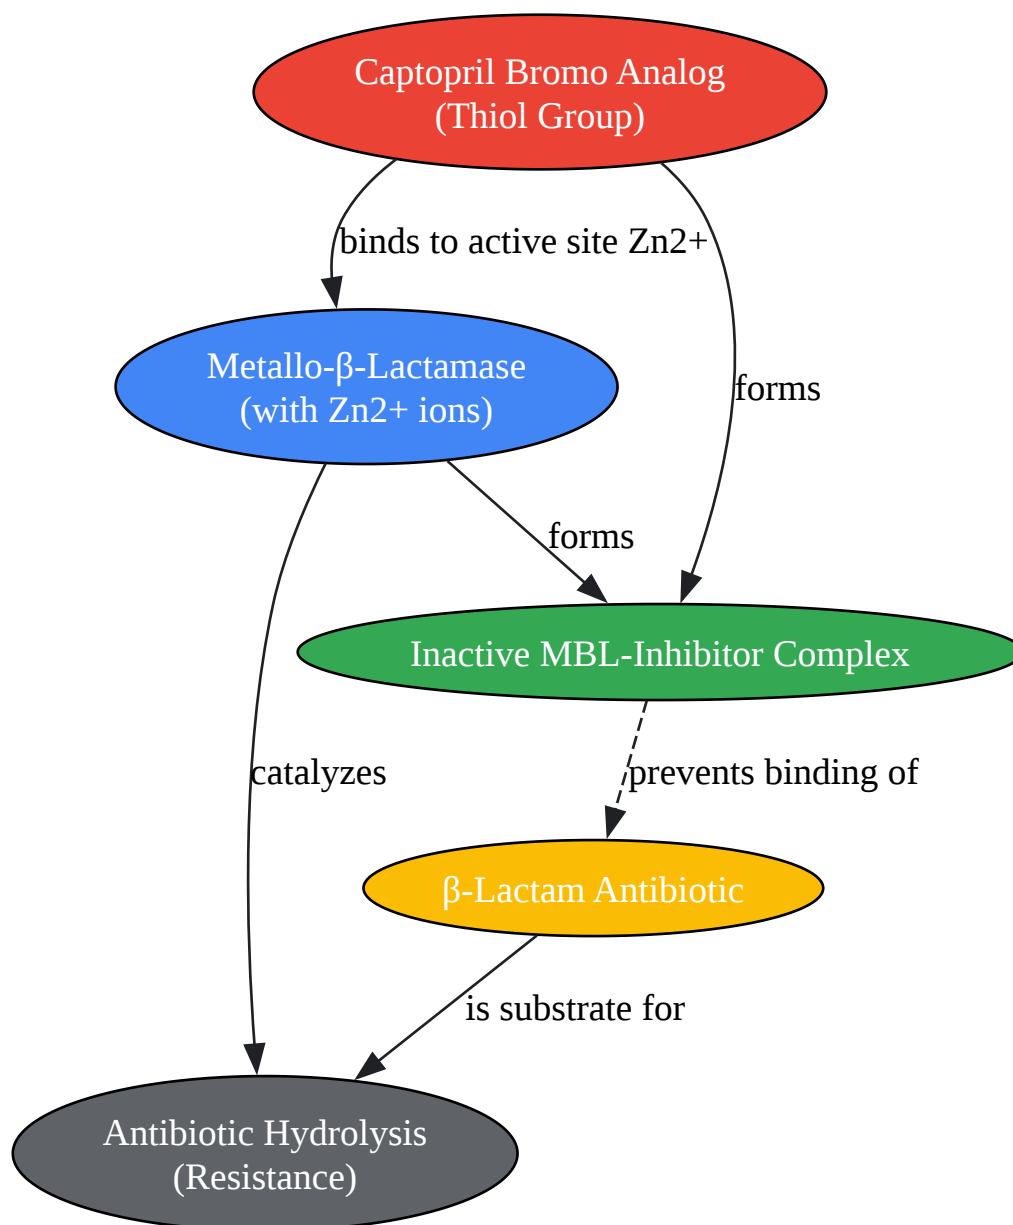 Captopril Bromo Analog
(Thiol Group)
binds to active site Zn2+
Metallo-β-Lactamase
(with Zn2+ ions)
forms
forms
Inactive MBL-Inhibitor Complex
catalyzes
prevents binding of
β-Lactam Antibiotic
is substrate for
Antibiotic Hydrolysis
(Resistance)